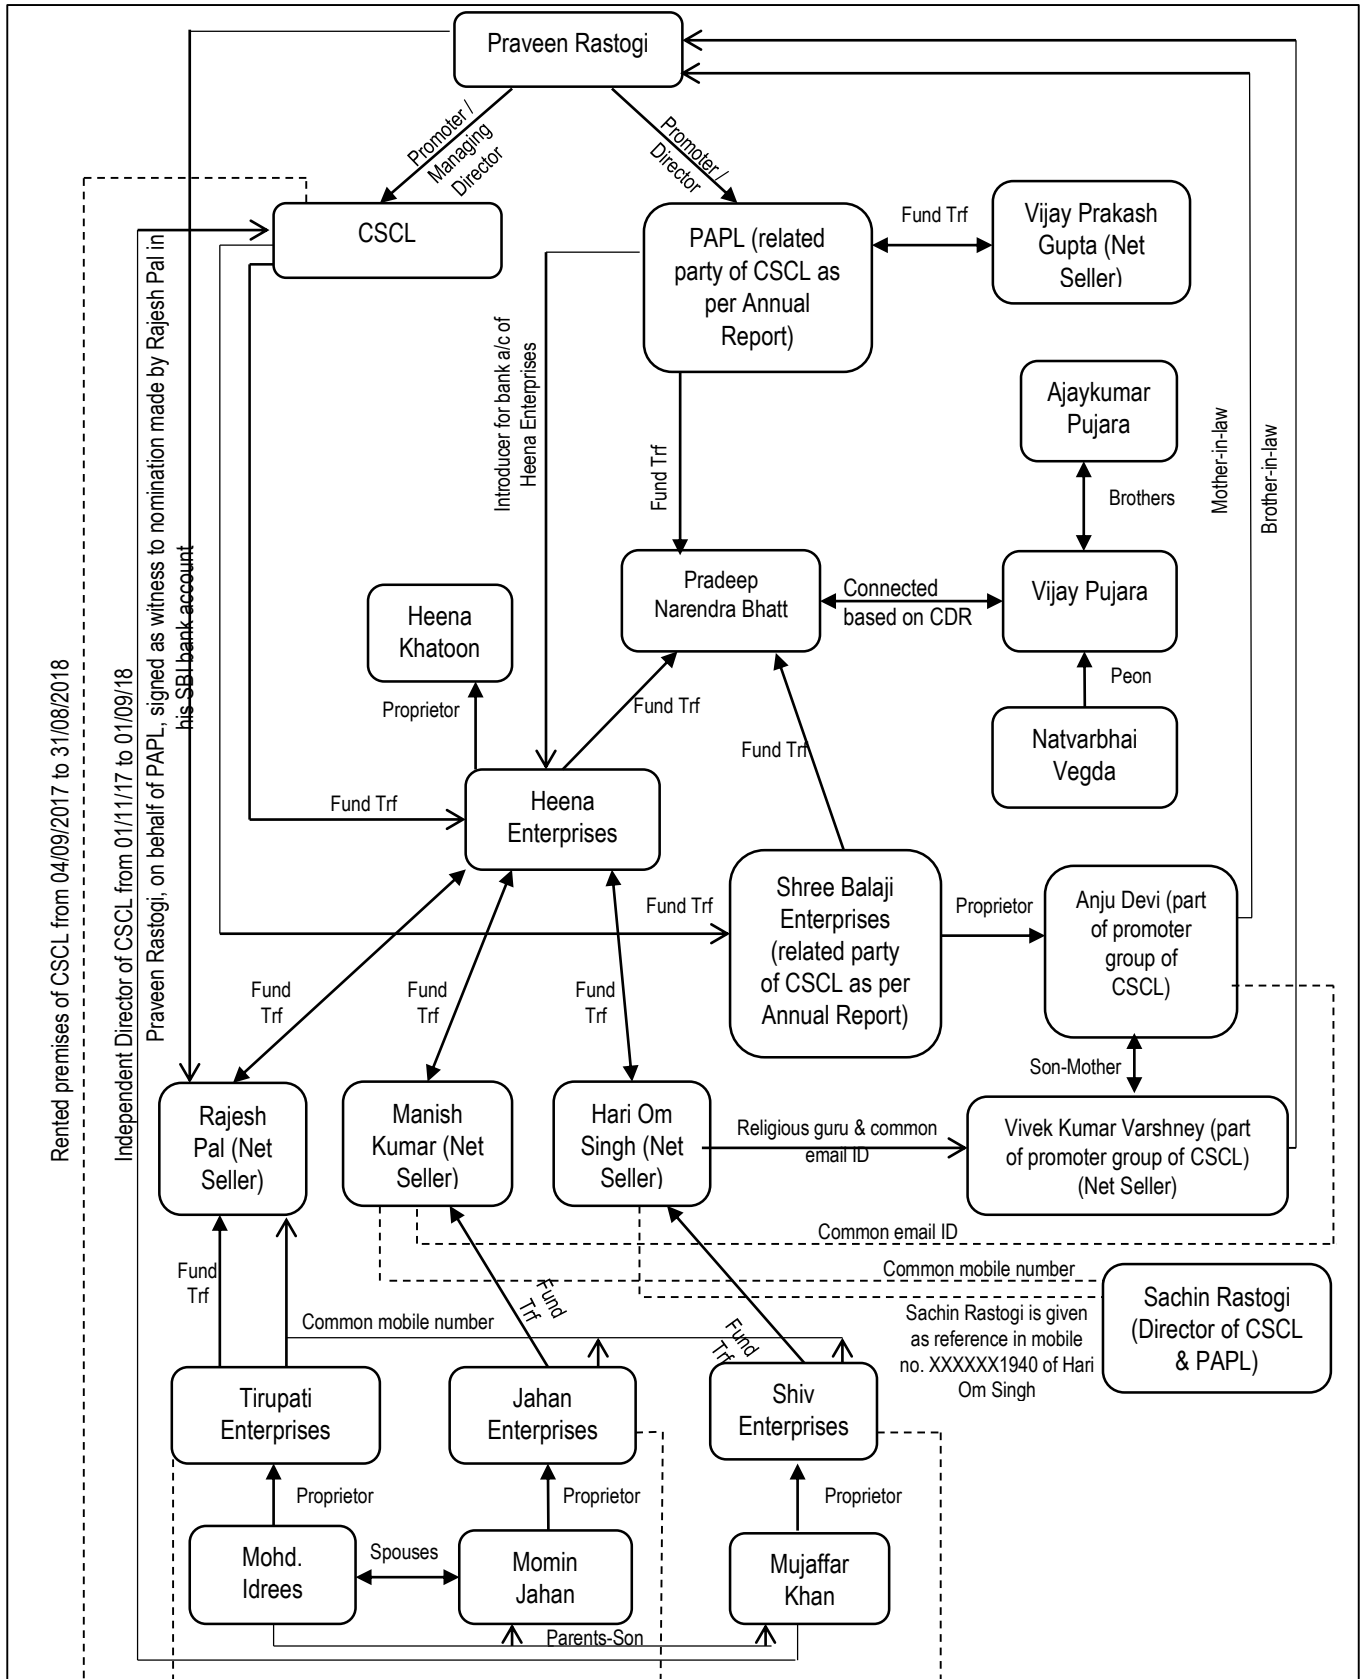 Praveen Rastogi
Promoter /
Managing
Director
Promoter /
Director
CSCL
PAPL (related
party of CSCL as
per Annual
Report)
Fund Trf
Vijay Prakash
Gupta (Net
Seller)
Introducer for bank a/c of
Heena Enterprises
Fund Trf
Ajaykumar
Pujara
Brothers
Mother-in-law
Brother-in-law
Pradeep
Narendra Bhatt
Connected
based on CDR
Vijay Pujara
Peon
Natvarbhai
Vegda
Heena
Khatoon
Proprietor
Fund Trf
Fund Trf
Rented premises of CSCL from 04/09/2017 to 31/08/2018
Independent Director of CSCL from 01/11/17 to 01/09/18
Praveen Rastogi, on behalf of PAPL, signed as witness to nomination made by Rajesh Pal in
his SBI bank account
Fund Trf
Heena
Enterprises
Fund Trf
Shree Balaji
Enterprises
(related party
of CSCL as per
Annual Report)
Proprietor
Anju Devi (part
of promoter
group of
CSCL)
Fund
Trf
Fund
Trf
Fund
Trf
Son-Mother
Rajesh
Pal (Net
Seller)
Manish
Kumar (Net
Seller)
Hari Om
Singh (Net
Seller)
Religious guru & common
email ID
Vivek Kumar Varshney (part
of promoter group of CSCL)
(Net Seller)
Common email ID
Common mobile number
Fund
Trf
Fund
Trf
Fund
Trf
Common mobile number
Sachin Rastogi is given
as reference in mobile
no. XXXXXX1940 of Hari
Om Singh
Sachin Rastogi
(Director of CSCL
& PAPL)
Tirupati
Enterprises
Jahan
Enterprises
Shiv
Enterprises
Proprietor
Proprietor
Proprietor
Mohd.
Idrees
Spouses
Momin
Jahan
Mujaffar
Khan
Parents-Son